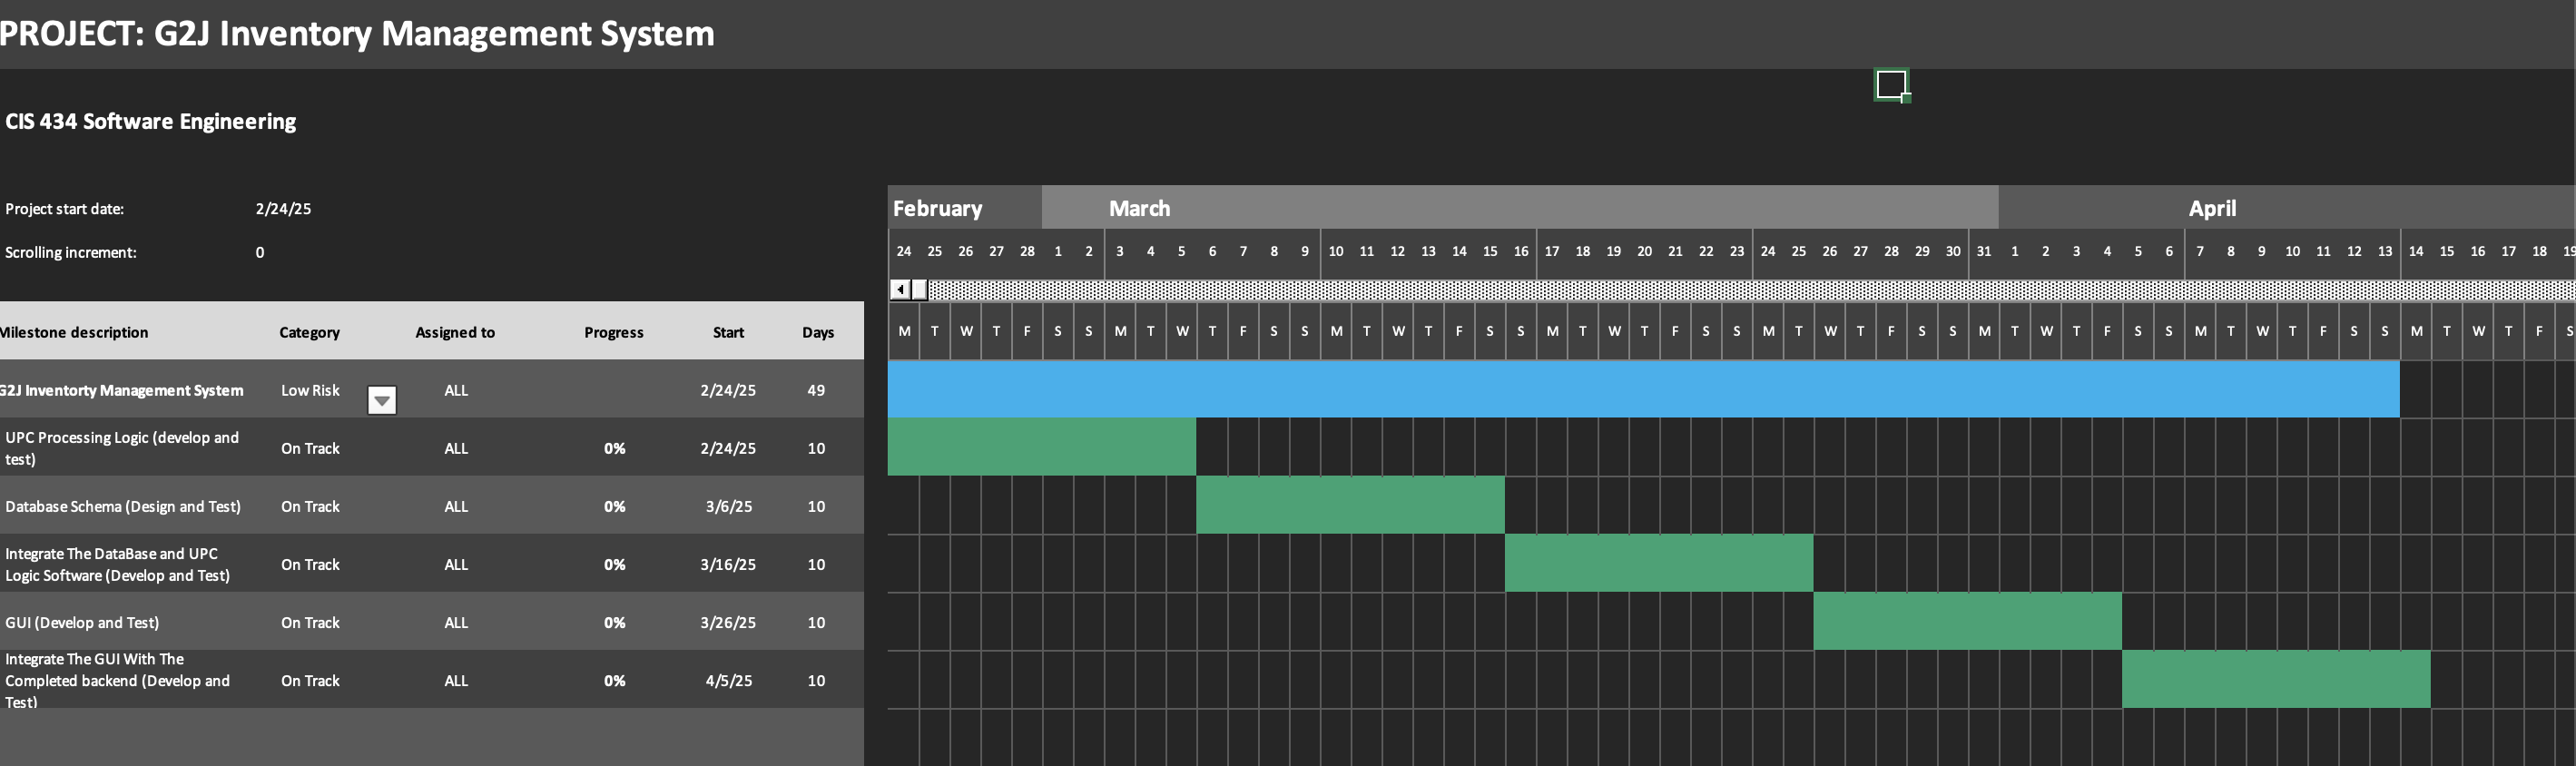 PROJECT: G2J Inventory Management System
CIS 434 Software Engineering
Project start date: 2/24/25
Scrolling increment: 0
February March April
24 25 26 27 28 1 2 3 4 5 6 7 8 9 10 11 12 13 14 15 16 17 18 19 20 21 22 23 24 25 26 27 28 29 30 31 1 2 3 4 5 6 7 8 9 10 11 12 13 14 15 16 17 18 19
Milestone description Category Assigned to Progress Start Days
M T W T F S S M T W T F S S M T W T F S S M T W T F S S M T W T F S S M T W T F S S M T W T F S S M T W T F S
G2J Inventorty Management System Low Risk ALL 2/24/25 49
UPC Processing Logic (develop and
test) On Track ALL 0% 2/24/25 10
Database Schema (Design and Test) On Track ALL 0% 3/6/25 10
Integrate The DataBase and UPC
Logic Software (Develop and Test) On Track ALL 0% 3/16/25 10
GUI (Develop and Test) On Track ALL 0% 3/26/25 10
Integrate The GUI With The
Completed backend (Develop and
Test) On Track ALL 0% 4/5/25 10